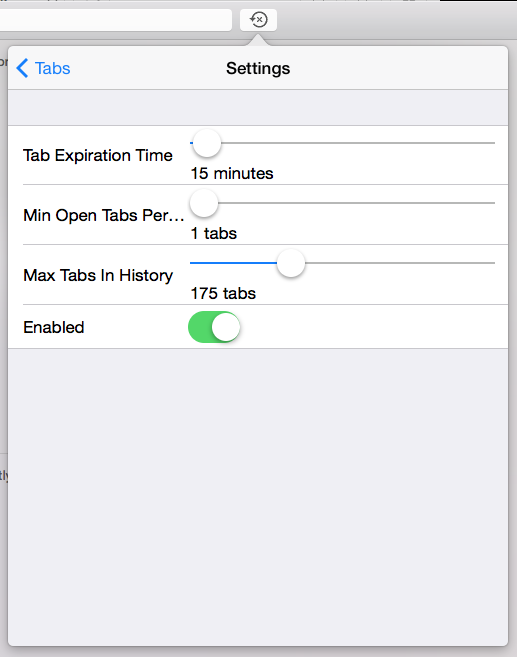 Tabs
Settings
Tab Expiration Time
15 minutes
Min Open Tabs Per…
1 tabs
Max Tabs In History
175 tabs
Enabled